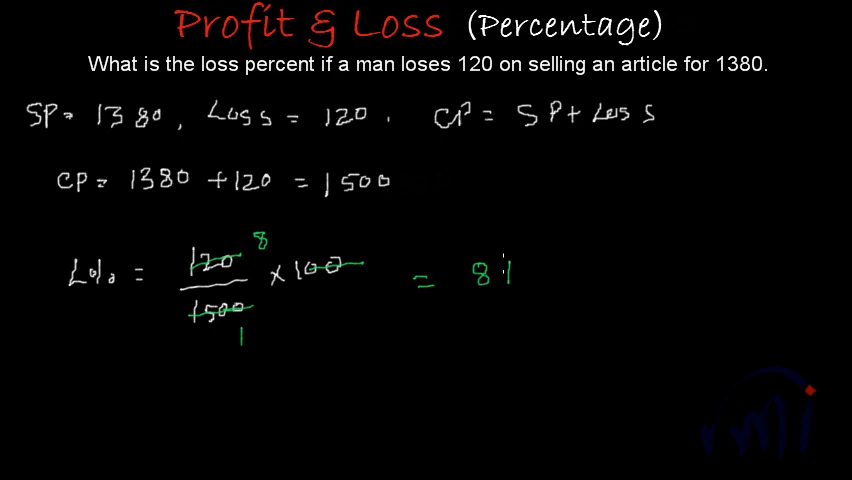 Profit & Loss (Percentage)
What is the loss percent if a man loses 120 on selling an article for 1380.
SP = 1380, Loss = 120. CP = SP + Loss
CP = 1380 + 120 = 1500
8
L% = 120/1500 × 100 = 8
1
rmi